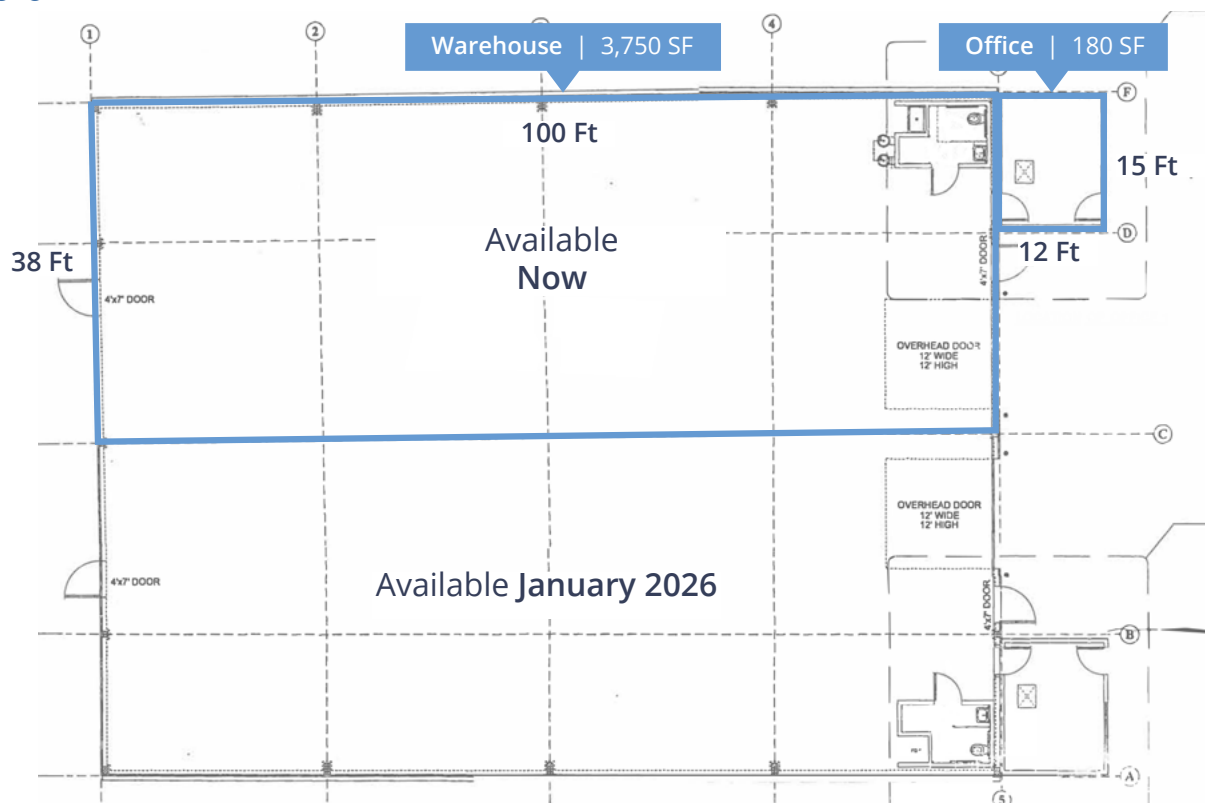 1
2
4
Warehouse | 3,750 SF
Office | 180 SF
F
100 Ft
15 Ft
Available
Now
D
38 Ft
12 Ft
4'x7' DOOR
4'x7' DOOR
OVERHEAD DOOR
12' WIDE
12' HIGH
C
OVERHEAD DOOR
12' WIDE
12' HIGH
4'x7' DOOR
Available January 2026
4'x7' DOOR
B
A
5